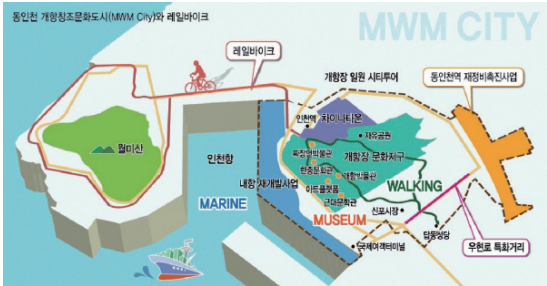 동인천 개항창조문화도시(MWM City)와 레일바이크
MWM CITY
레일바이크
개항장 일원 시티투어
동인천역 재정비촉진사업
인천역
차이나타운
자유공원
월미산
인천항
짜장면박물관
개항장 문화지구
한중문화관
개항박물관
내항 재개발사업
아트플랫폼
WALKING
MARINE
근대문학관
MUSEUM
신포시장
답동성당
우현로 특화거리
국제여객터미널